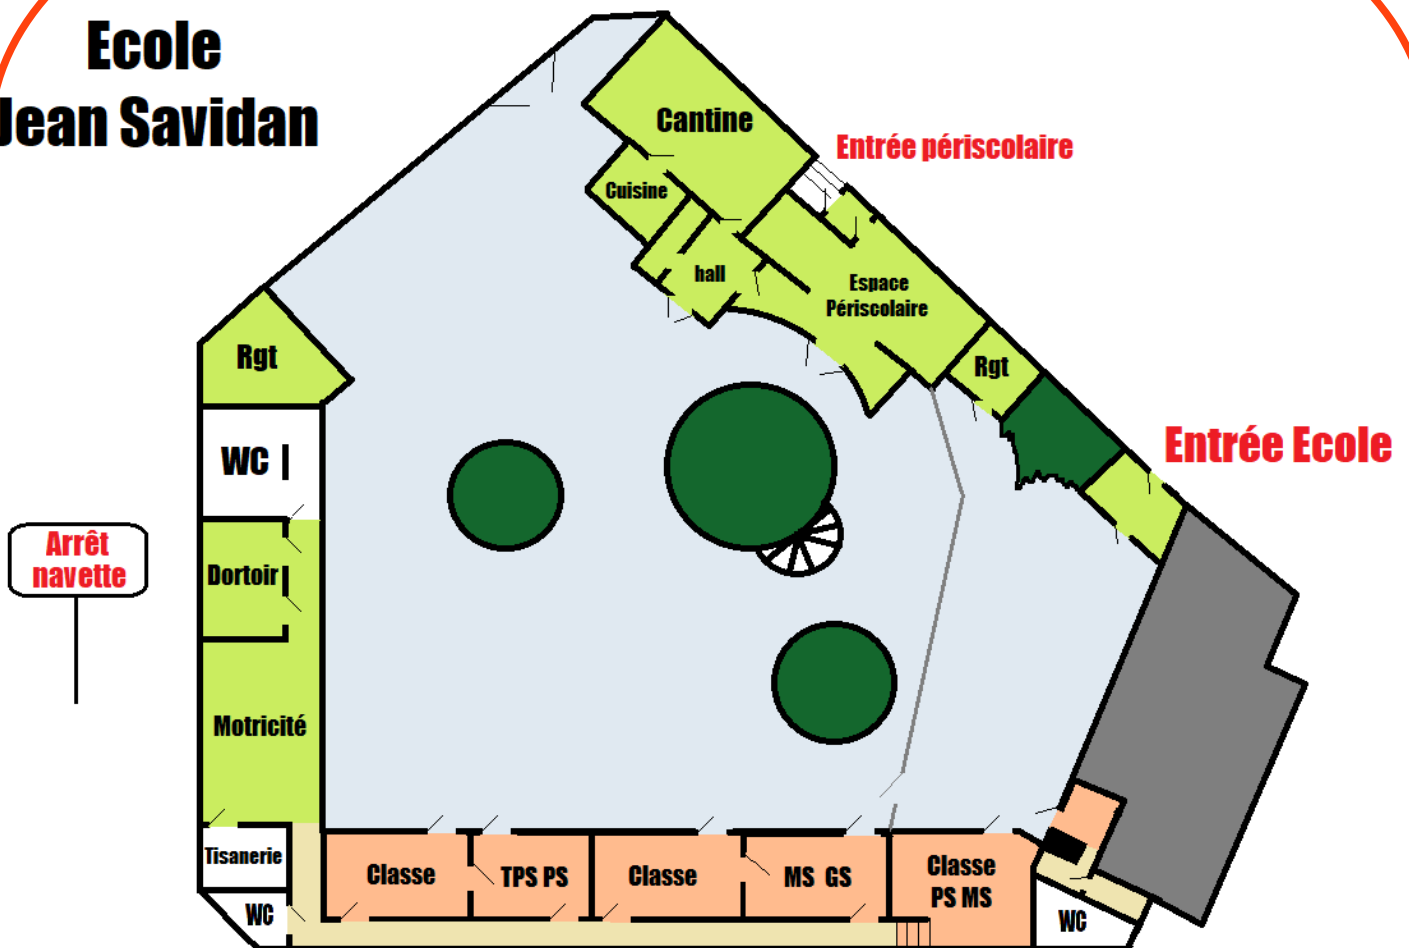 Ecole
Jean Savidan
Cantine
Entrée périscolaire
Cuisine
hall
Espace
Périscolaire
Rgt
Rgt
Entrée Ecole
WC
Arrêt
navette
Dortoir
Motricité
Tisanerie
Classe
TPS PS
Classe
MS GS
Classe
PS MS
WC
WC